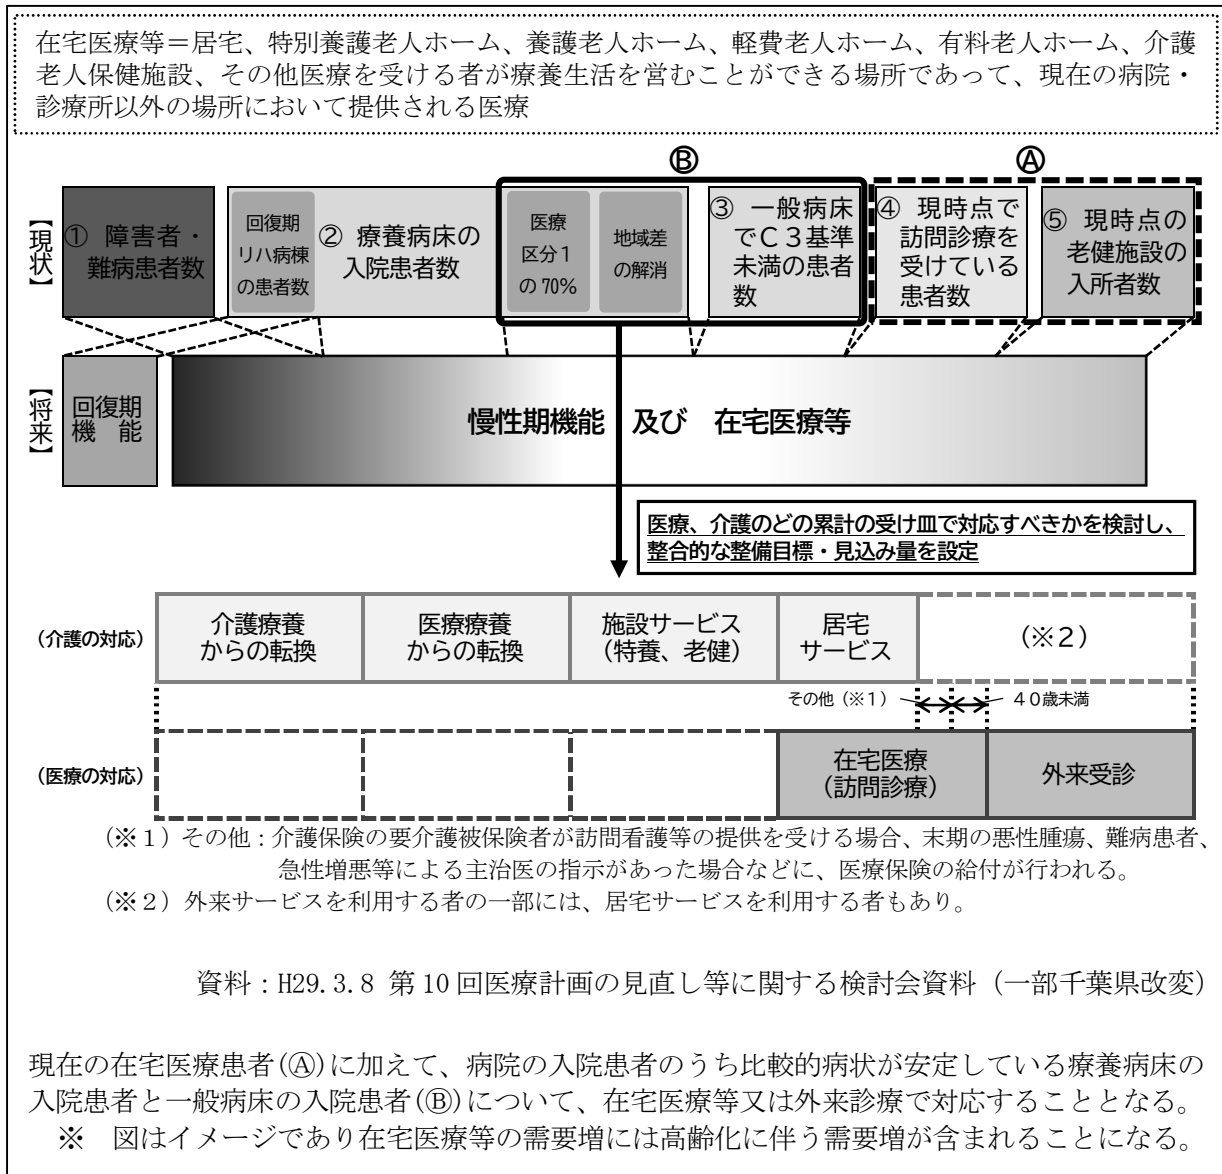 在宅医療等＝居宅、特別養護老人ホーム、養護老人ホーム、軽費老人ホーム、有料老人ホーム、介護
老人保健施設、その他医療を受ける者が療養生活を営むことができる場所であって、現在の病院・
診療所以外の場所において提供される医療
Ⓑ
Ⓐ
【現状】
① 障害者・
難病患者数
回復期
リハ病棟
の患者数
② 療養病床の
入院患者数
医療
区分１
の 70%
地域差
の解消
③ 一般病床
でＣ３基準
未満の患者
数
④ 現時点で
訪問診療を
受けている
患者数
⑤ 現時点の
老健施設の
入所者数
【将来】
回復期
機　能
慢性期機能　及び　在宅医療等
医療、介護のどの累計の受け皿で対応すべきかを検討し、
整合的な整備目標・見込み量を設定
（介護の対応）
介護療養
からの転換
医療療養
からの転換
施設サービス
（特養、老健）
居宅
サービス
（※２）
その他（※１）
４０歳未満
（医療の対応）
在宅医療
（訪問診療）
外来受診
（※１）その他：介護保険の要介護被保険者が訪問看護等の提供を受ける場合、末期の悪性腫瘍、難病患者、
急性増悪等による主治医の指示があった場合などに、医療保険の給付が行われる。
（※２）外来サービスを利用する者の一部には、居宅サービスを利用する者もあり。
資料：H29.3.8 第10回医療計画の見直し等に関する検討会資料（一部千葉県改変）
現在の在宅医療患者(Ⓐ)に加えて、病院の入院患者のうち比較的病状が安定している療養病床の
入院患者と一般病床の入院患者(Ⓑ)について、在宅医療等又は外来診療で対応することとなる。
※　図はイメージであり在宅医療等の需要増には高齢化に伴う需要増が含まれることになる。